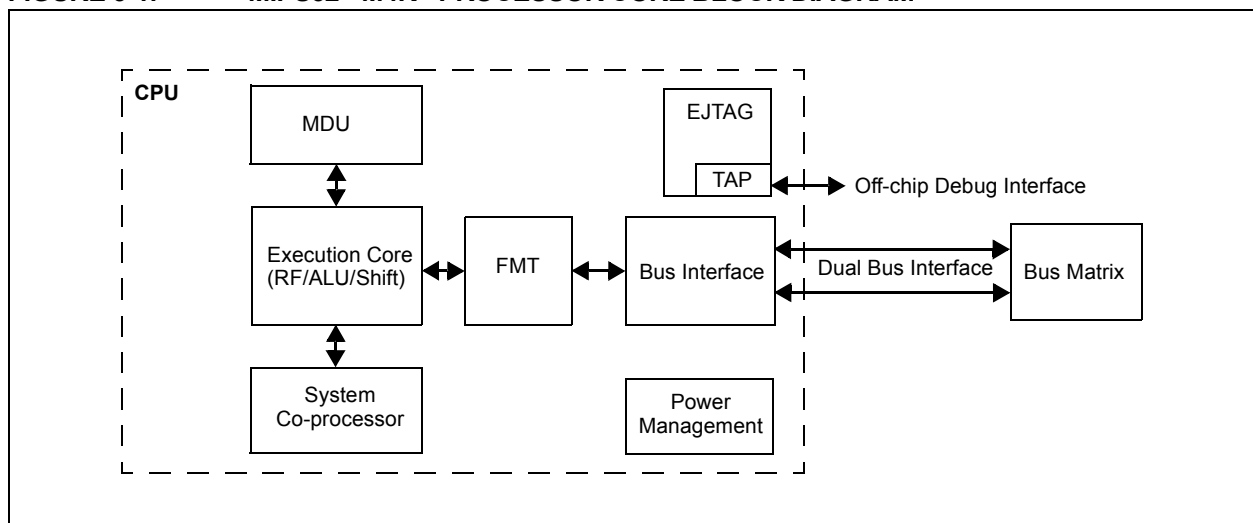 CPU
MDU
EJTAG
TAP
Off-chip Debug Interface
Execution Core
(RF/ALU/Shift)
FMT
Bus Interface
Dual Bus Interface
Bus Matrix
System
Co-processor
Power
Management